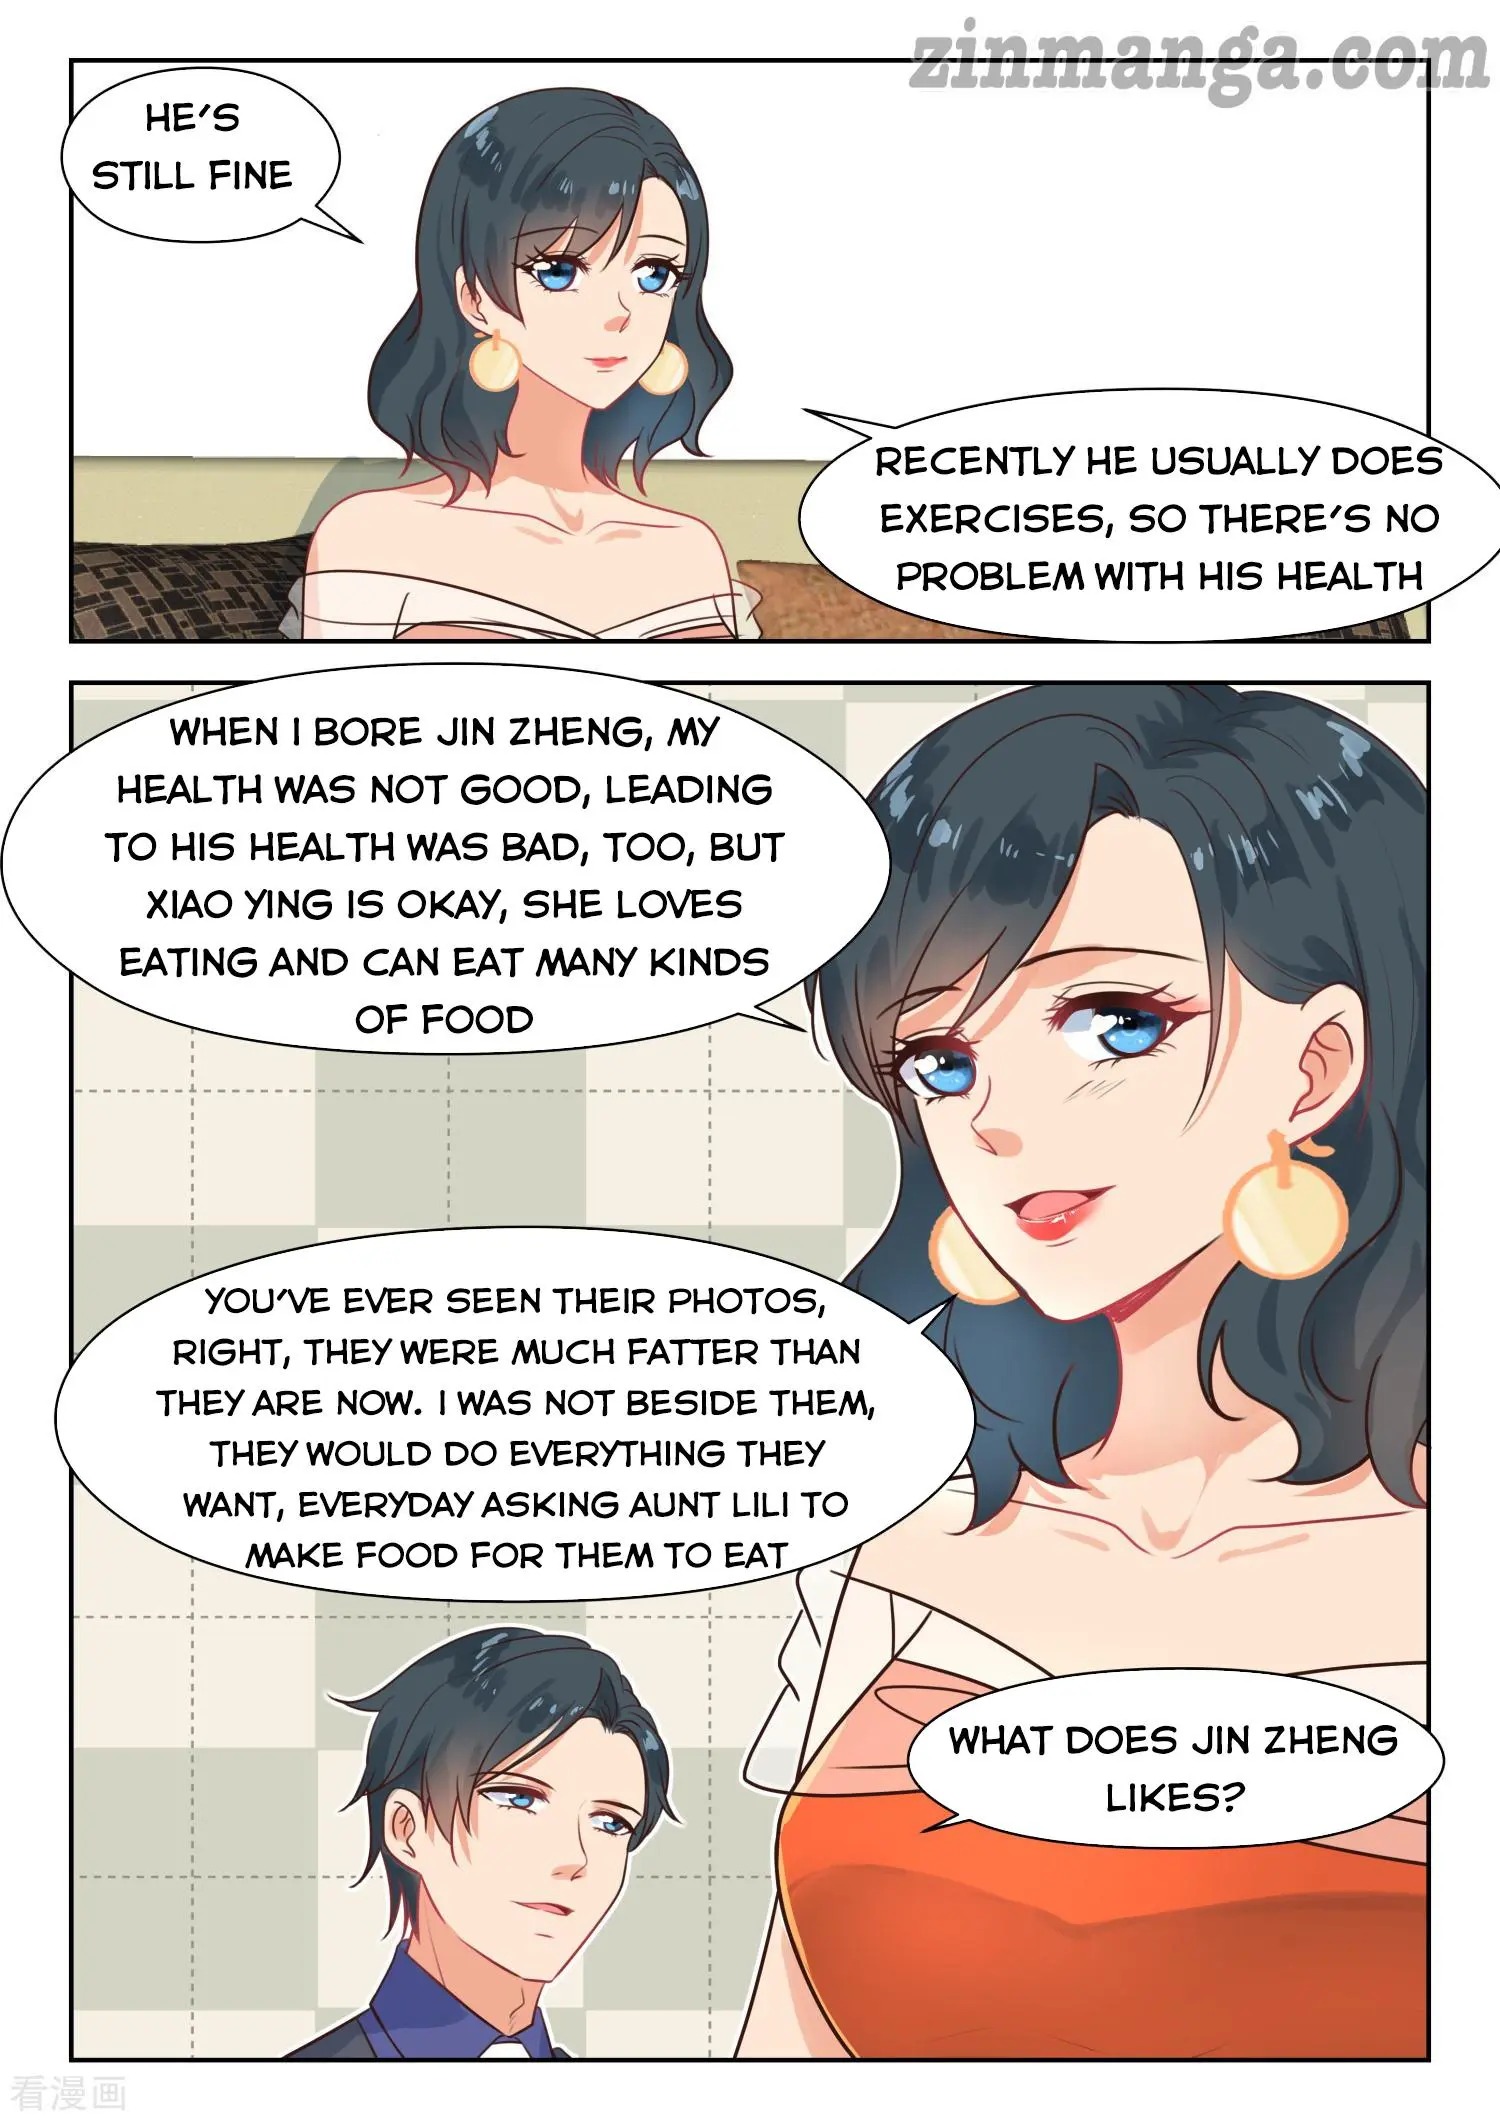 zinmanga.com
HE'S
STILL FINE
RECENTLY HE USUALLY DOES
EXERCISES, SO THERE'S NO
PROBLEM WITH HIS HEALTH
WHEN I BORE JIN ZHENG, MY
HEALTH WAS NOT GOOD, LEADING
TO HIS HEALTH WAS BAD, TOO, BUT
XIAO YING IS OKAY, SHE LOVES
EATING AND CAN EAT MANY KINDS
OF FOOD
YOU'VE EVER SEEN THEIR PHOTOS,
RIGHT, THEY WERE MUCH FATTER THAN
THEY ARE NOW. I WAS NOT BESIDE THEM,
THEY WOULD DO EVERYTHING THEY
WANT, EVERYDAY ASKING AUNT LILI TO
MAKE FOOD FOR THEM TO EAT
WHAT DOES JIN ZHENG
LIKES?
看漫画